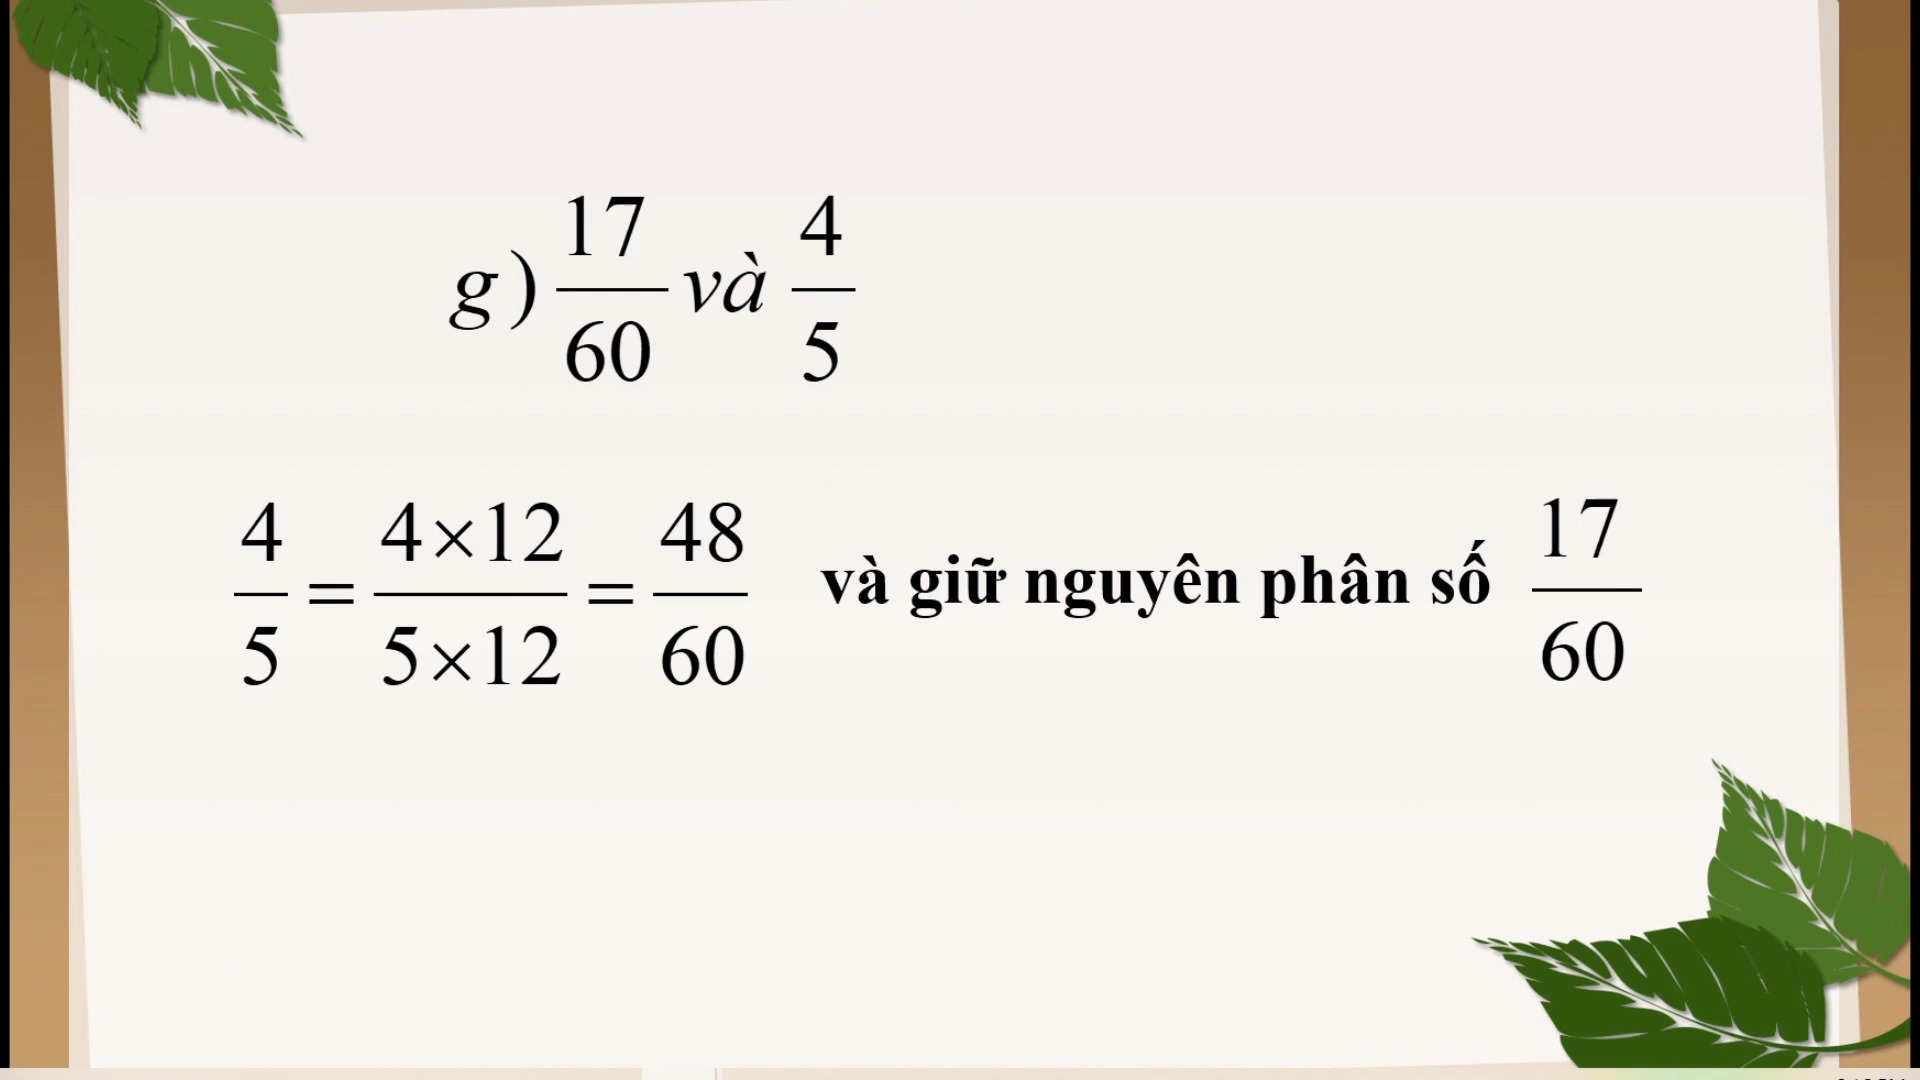 g) 17/60 và 4/5
4/5 = 4×12/5×12 = 48/60 và giữ nguyên phân số 17/60